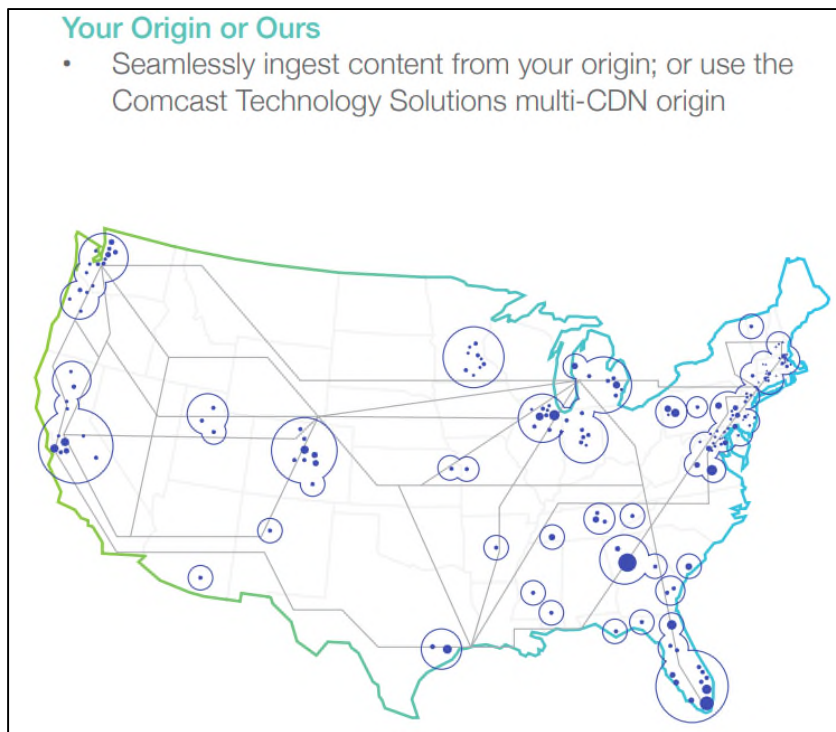 Your Origin or Ours
• Seamlessly ingest content from your origin; or use the
Comcast Technology Solutions multi-CDN origin